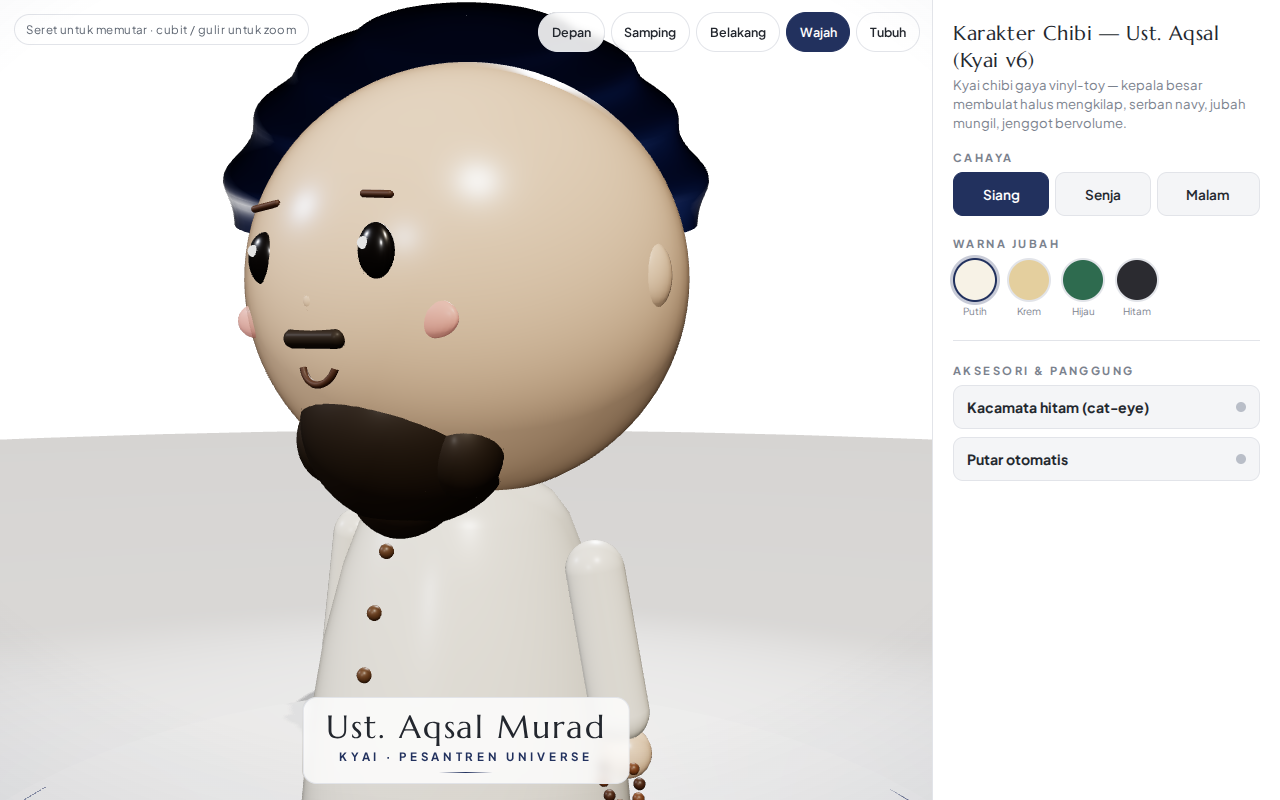 Seret untuk memutar · cubit / gulir untuk zoom
Depan
Samping
Belakang
Wajah
Tubuh
Ust. Aqsal Murad
KYAI · PESANTREN UNIVERSE
Karakter Chibi — Ust. Aqsal
(Kyai v6)
Kyai chibi gaya vinyl-toy — kepala besar
membulat halus mengkilap, serban navy, jubah
mungil, jenggot bervolume.
CAHAYA
Siang
Senja
Malam
WARNA JUBAH
Putih
Krem
Hijau
Hitam
AKSESORI & PANGGUNG
Kacamata hitam (cat-eye)
Putar otomatis